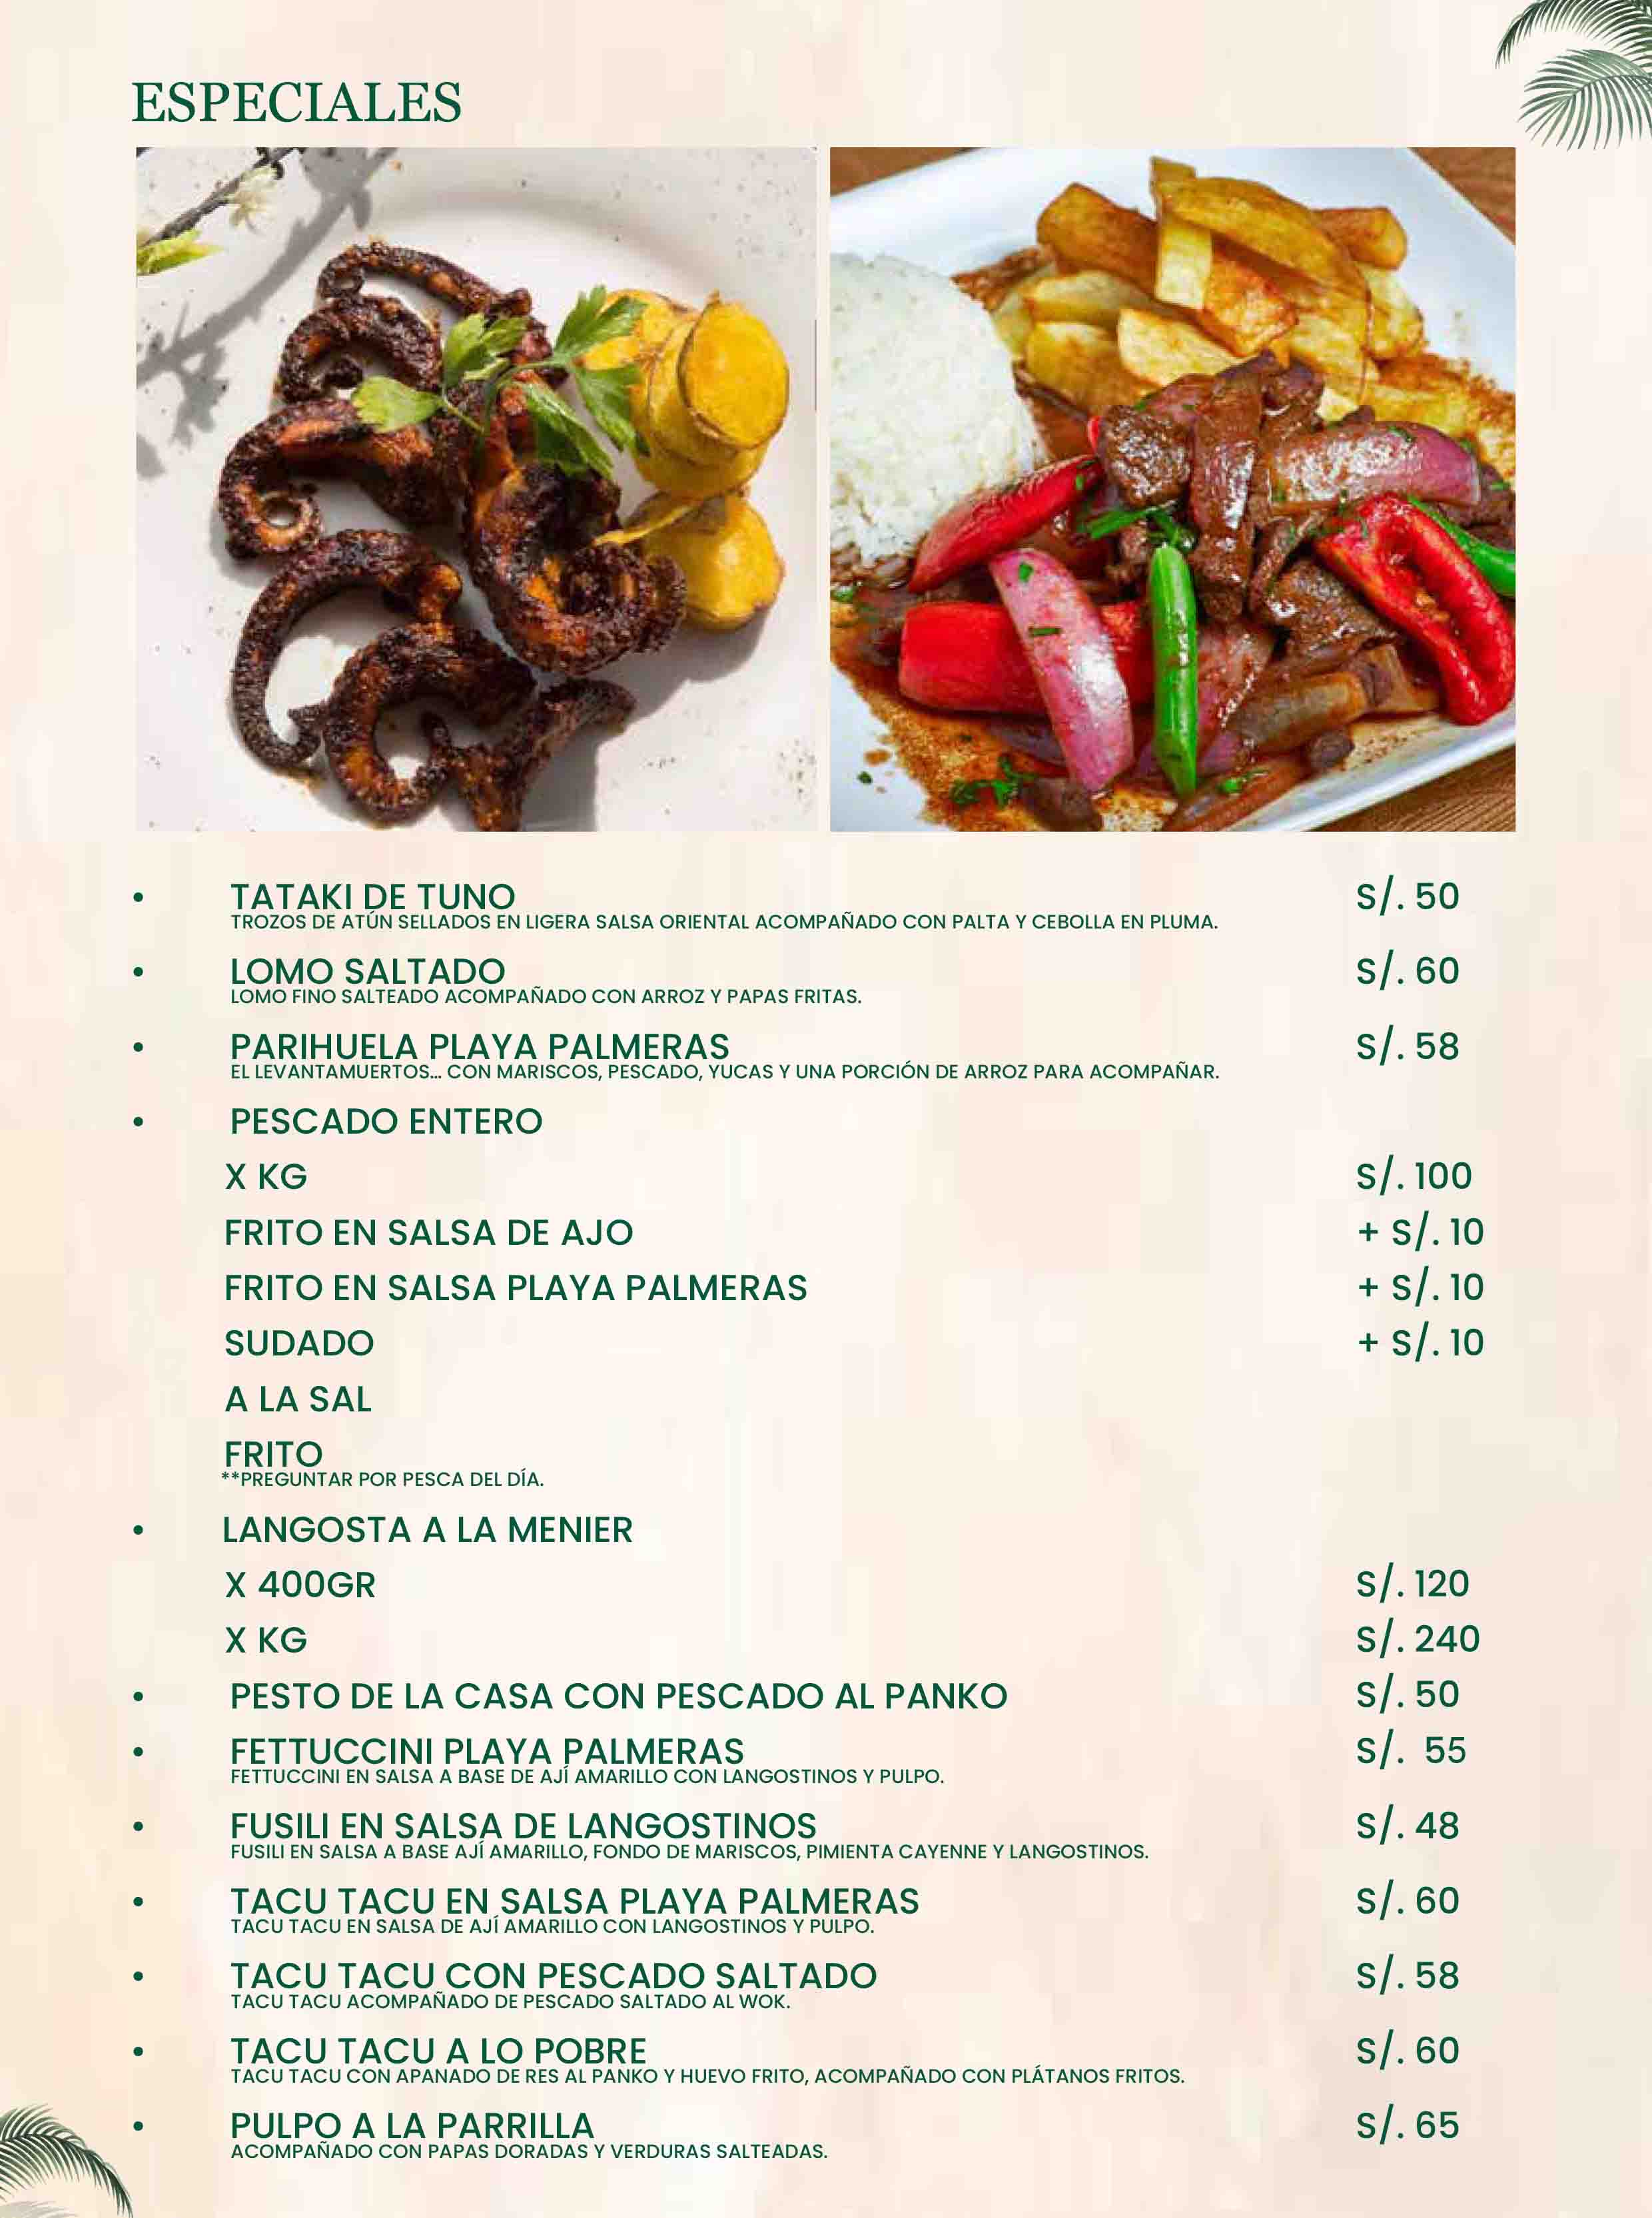 ESPECIALES
• TATAKI DE TUNO S/. 50
TROZOS DE ATÚN SELLADOS EN LIGERA SALSA ORIENTAL ACOMPAÑADO CON PALTA Y CEBOLLA EN PLUMA.
• LOMO SALTADO S/. 60
LOMO FINO SALTEADO ACOMPAÑADO CON ARROZ Y PAPAS FRITAS.
• PARIHUELA PLAYA PALMERAS S/. 58
EL LEVANTAMUERTOS... CON MARISCOS, PESCADO, YUCAS Y UNA PORCIÓN DE ARROZ PARA ACOMPAÑAR.
• PESCADO ENTERO
X KG S/. 100
FRITO EN SALSA DE AJO + S/. 10
FRITO EN SALSA PLAYA PALMERAS + S/. 10
SUDADO + S/. 10
A LA SAL
FRITO
**PREGUNTAR POR PESCA DEL DÍA.
• LANGOSTA A LA MENIER
X 400GR S/. 120
X KG S/. 240
• PESTO DE LA CASA CON PESCADO AL PANKO S/. 50
• FETTUCCINI PLAYA PALMERAS S/. 55
FETTUCCINI EN SALSA A BASE DE AJÍ AMARILLO CON LANGOSTINOS Y PULPO.
• FUSILI EN SALSA DE LANGOSTINOS S/. 48
FUSILI EN SALSA A BASE AJÍ AMARILLO, FONDO DE MARISCOS, PIMIENTA CAYENNE Y LANGOSTINOS.
• TACU TACU EN SALSA PLAYA PALMERAS S/. 60
TACU TACU EN SALSA DE AJÍ AMARILLO CON LANGOSTINOS Y PULPO.
• TACU TACU CON PESCADO SALTADO S/. 58
TACU TACU ACOMPAÑADO DE PESCADO SALTADO AL WOK.
• TACU TACU A LO POBRE S/. 60
TACU TACU CON APANADO DE RES AL PANKO Y HUEVO FRITO, ACOMPAÑADO CON PLÁTANOS FRITOS.
• PULPO A LA PARRILLA S/. 65
ACOMPAÑADO CON PAPAS DORADAS Y VERDURAS SALTEADAS.